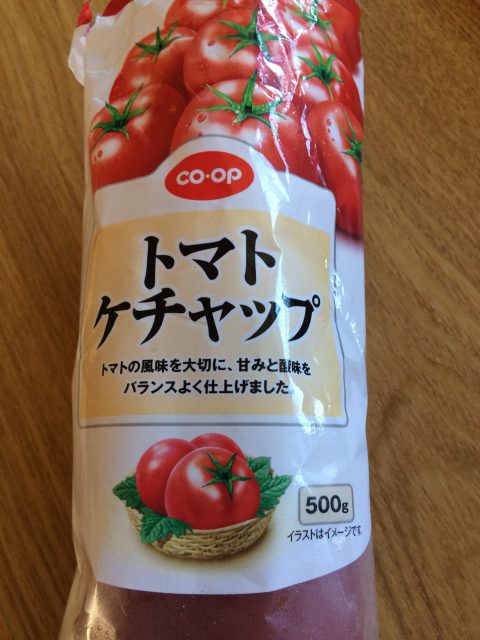 CO·OP
トマト
ケチャップ
トマトの風味を大切に、甘みと酸味を
バランスよく仕上げました。
500g
イラストはイメージです。